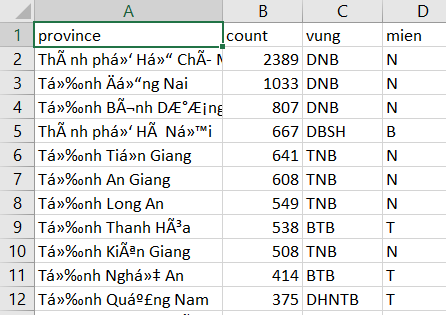 A B C D
1 province count vung mien
2 ThÃ nh phá»‘ Há»“ ChÃ- M 2389 DNB N
3 Tá»‰nh Äá»“ng Nai 1033 DNB N
4 Tá»‰nh BÃ¬nh DÆ°Æ¡ng 807 DNB N
5 ThÃ nh phá»‘ HÃ  Ná»™i 667 DBSH B
6 Tá»‰nh Tiá»n Giang 641 TNB N
7 Tá»‰nh An Giang 608 TNB N
8 Tá»‰nh Long An 549 TNB N
9 Tá»‰nh Thanh HÃ³a 538 BTB T
10 Tá»‰nh KiÃªn Giang 508 TNB N
11 Tá»‰nh Nghá»‡ An 414 BTB T
12 Tá»‰nh Quáº£ng Nam 375 DHNTB T